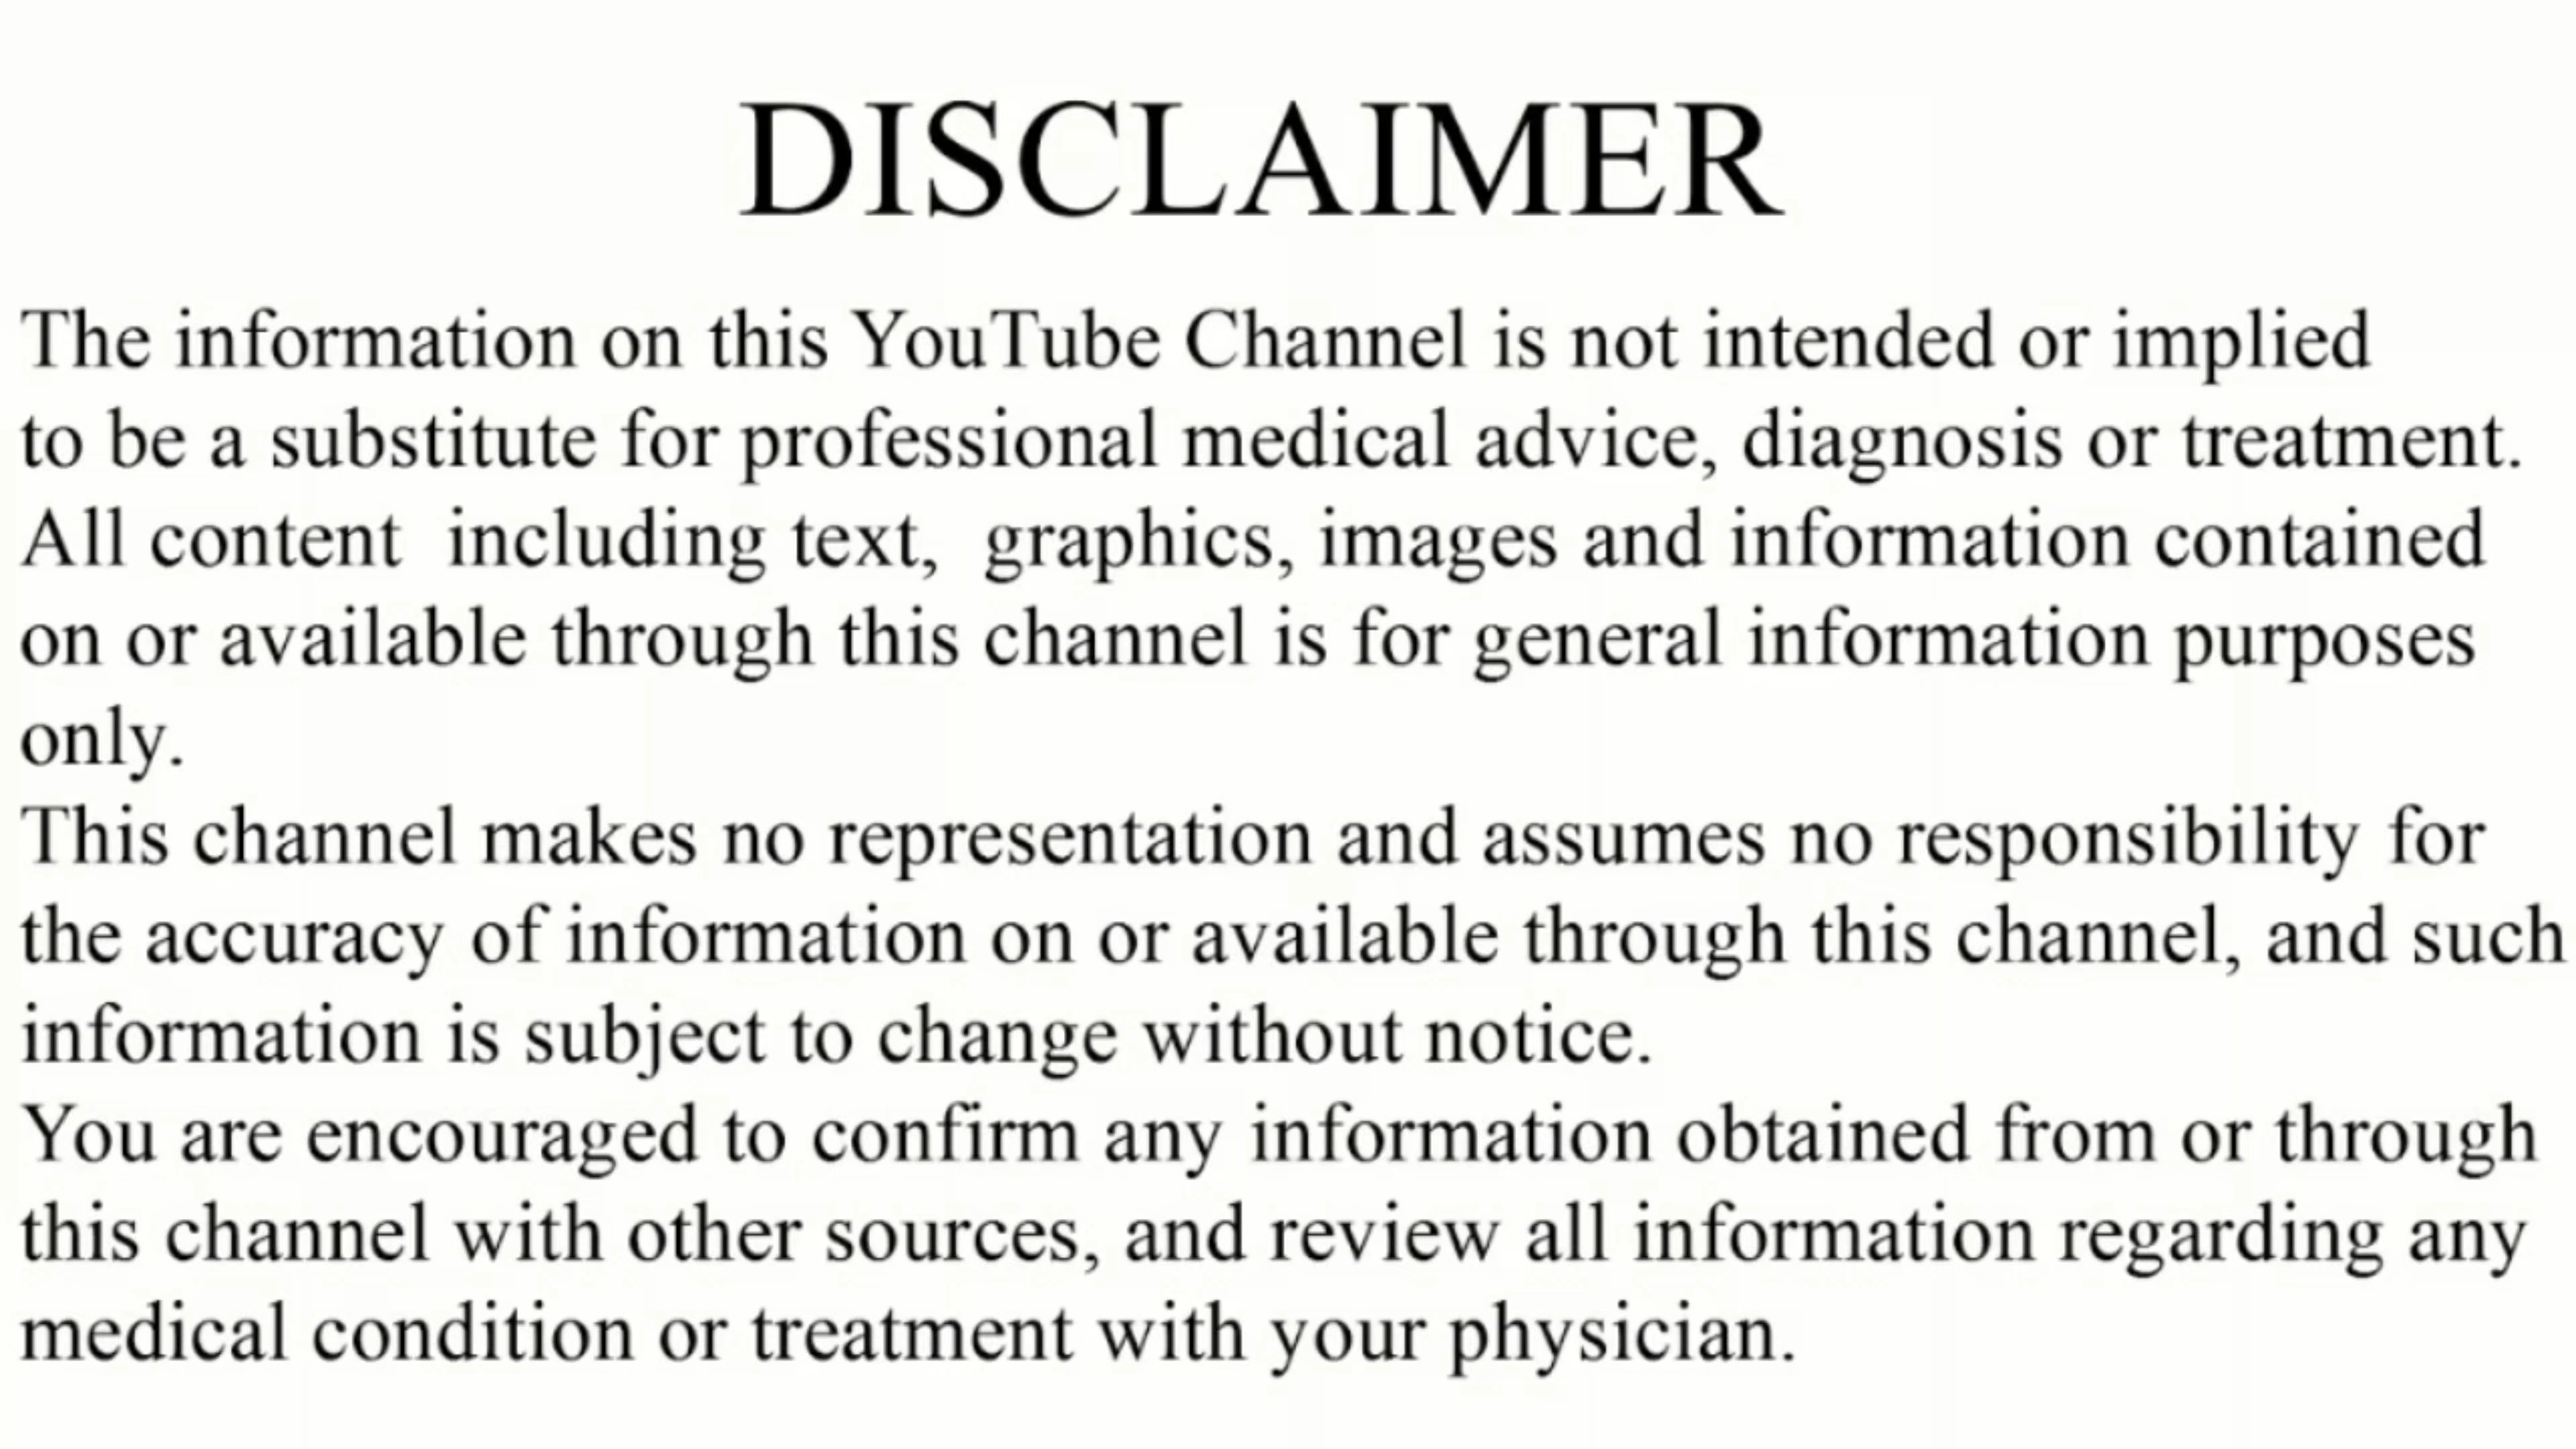 DISCLAIMER
The information on this YouTube Channel is not intended or implied
to be a substitute for professional medical advice, diagnosis or treatment.
All content  including text,  graphics, images and information contained
on or available through this channel is for general information purposes
only.
This channel makes no representation and assumes no responsibility for
the accuracy of information on or available through this channel, and such
information is subject to change without notice.
You are encouraged to confirm any information obtained from or through
this channel with other sources, and review all information regarding any
medical condition or treatment with your physician.